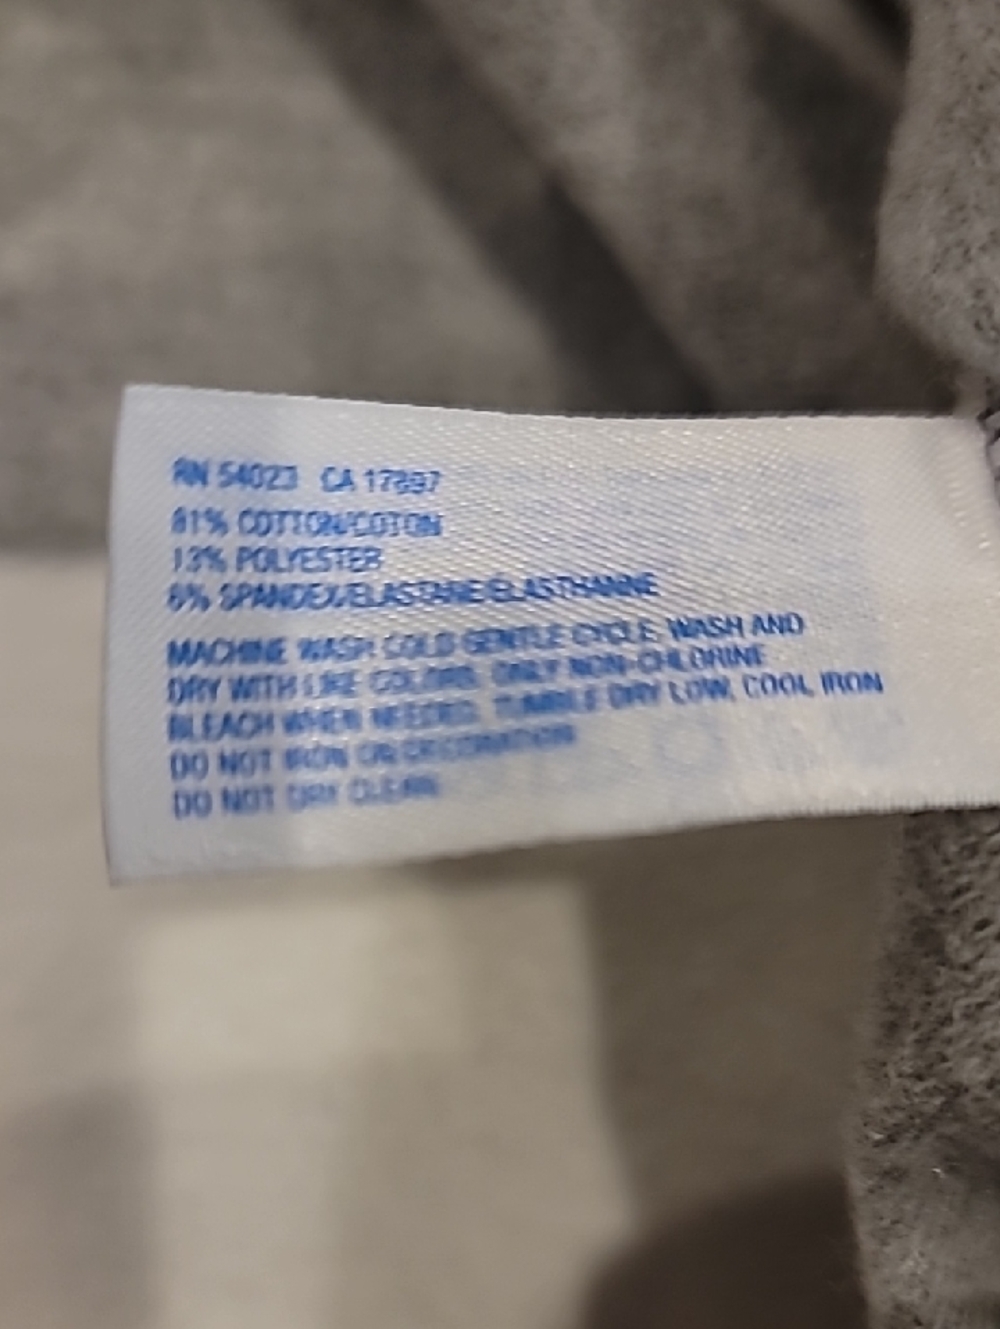 RN 54023 CA 17897
81% COTTON/COTON
13% POLYESTER
6% SPANDEX/ELASTANE/ELASTHANNE
MACHINE WASH COLD GENTLE CYCLE, WASH AND
DRY WITH LIKE COLORS, ONLY NON-CHLORINE
BLEACH WHEN NEEDED, TUMBLE DRY LOW, COOL IRON
DO NOT IRON ON DECORATION
DO NOT DRY CLEAN